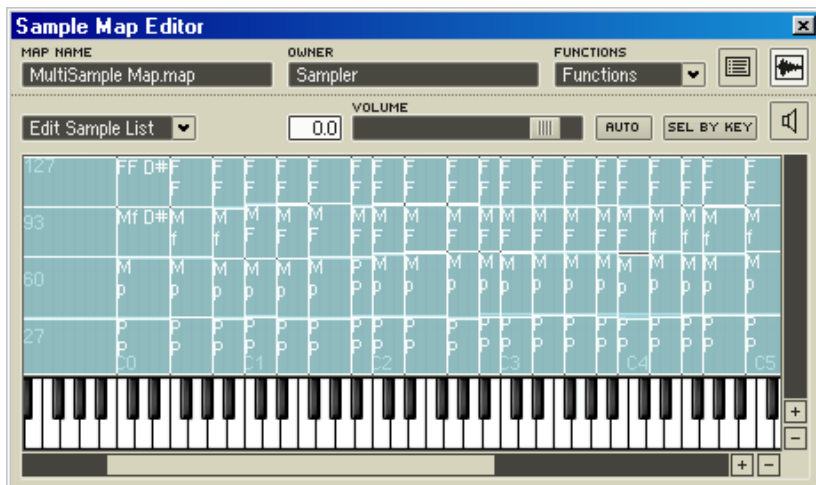 Sample Map Editor
MAP NAME OWNER FUNCTIONS
MultiSample Map.map Sampler Functions
VOLUME
Edit Sample List 0.0 AUTO SEL BY KEY
127 FF D# F F F F F F F F F F F F F F F F F F F
F F F F F F F F F F F F F F F F F F F
93 Mf D# M M M M M M M M M M M M M M M M M M M
f f F F F F F F F F F F F F F f f f f
60 M M M M M M P M M M M M M M M M M M M M
p p p p p p p p p p p p p p p p p p p p
27 P P P P P P P P P P P P P P P P P P P P
P P P P P P P P P P P P P P P P P P P P
C0 C1 C2 C3 C4 C5